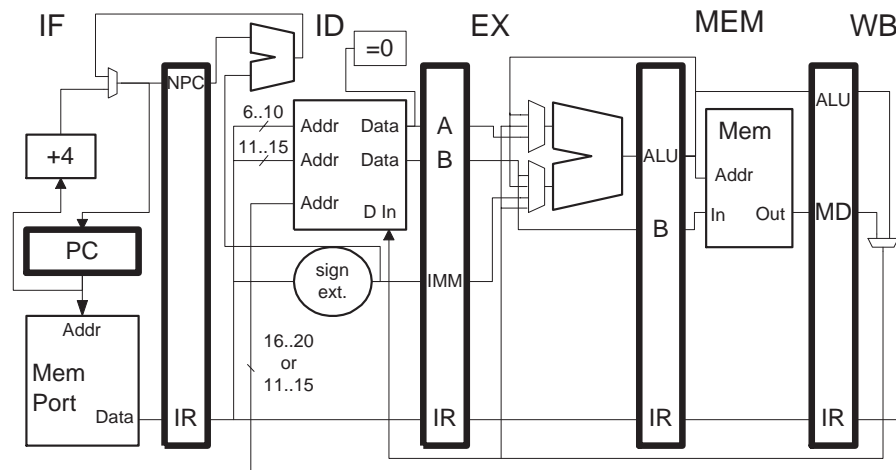 IF
ID
EX
MEM
WB
=0
NPC
+4
6..10
11..15
Addr
Data
Addr
Data
Addr
D In
A
B
ALU
B
Mem
Addr
In
Out
ALU
MD
PC
sign
ext.
IMM
16..20
or
11..15
Addr
Mem
Port
Data
IR
IR
IR
IR